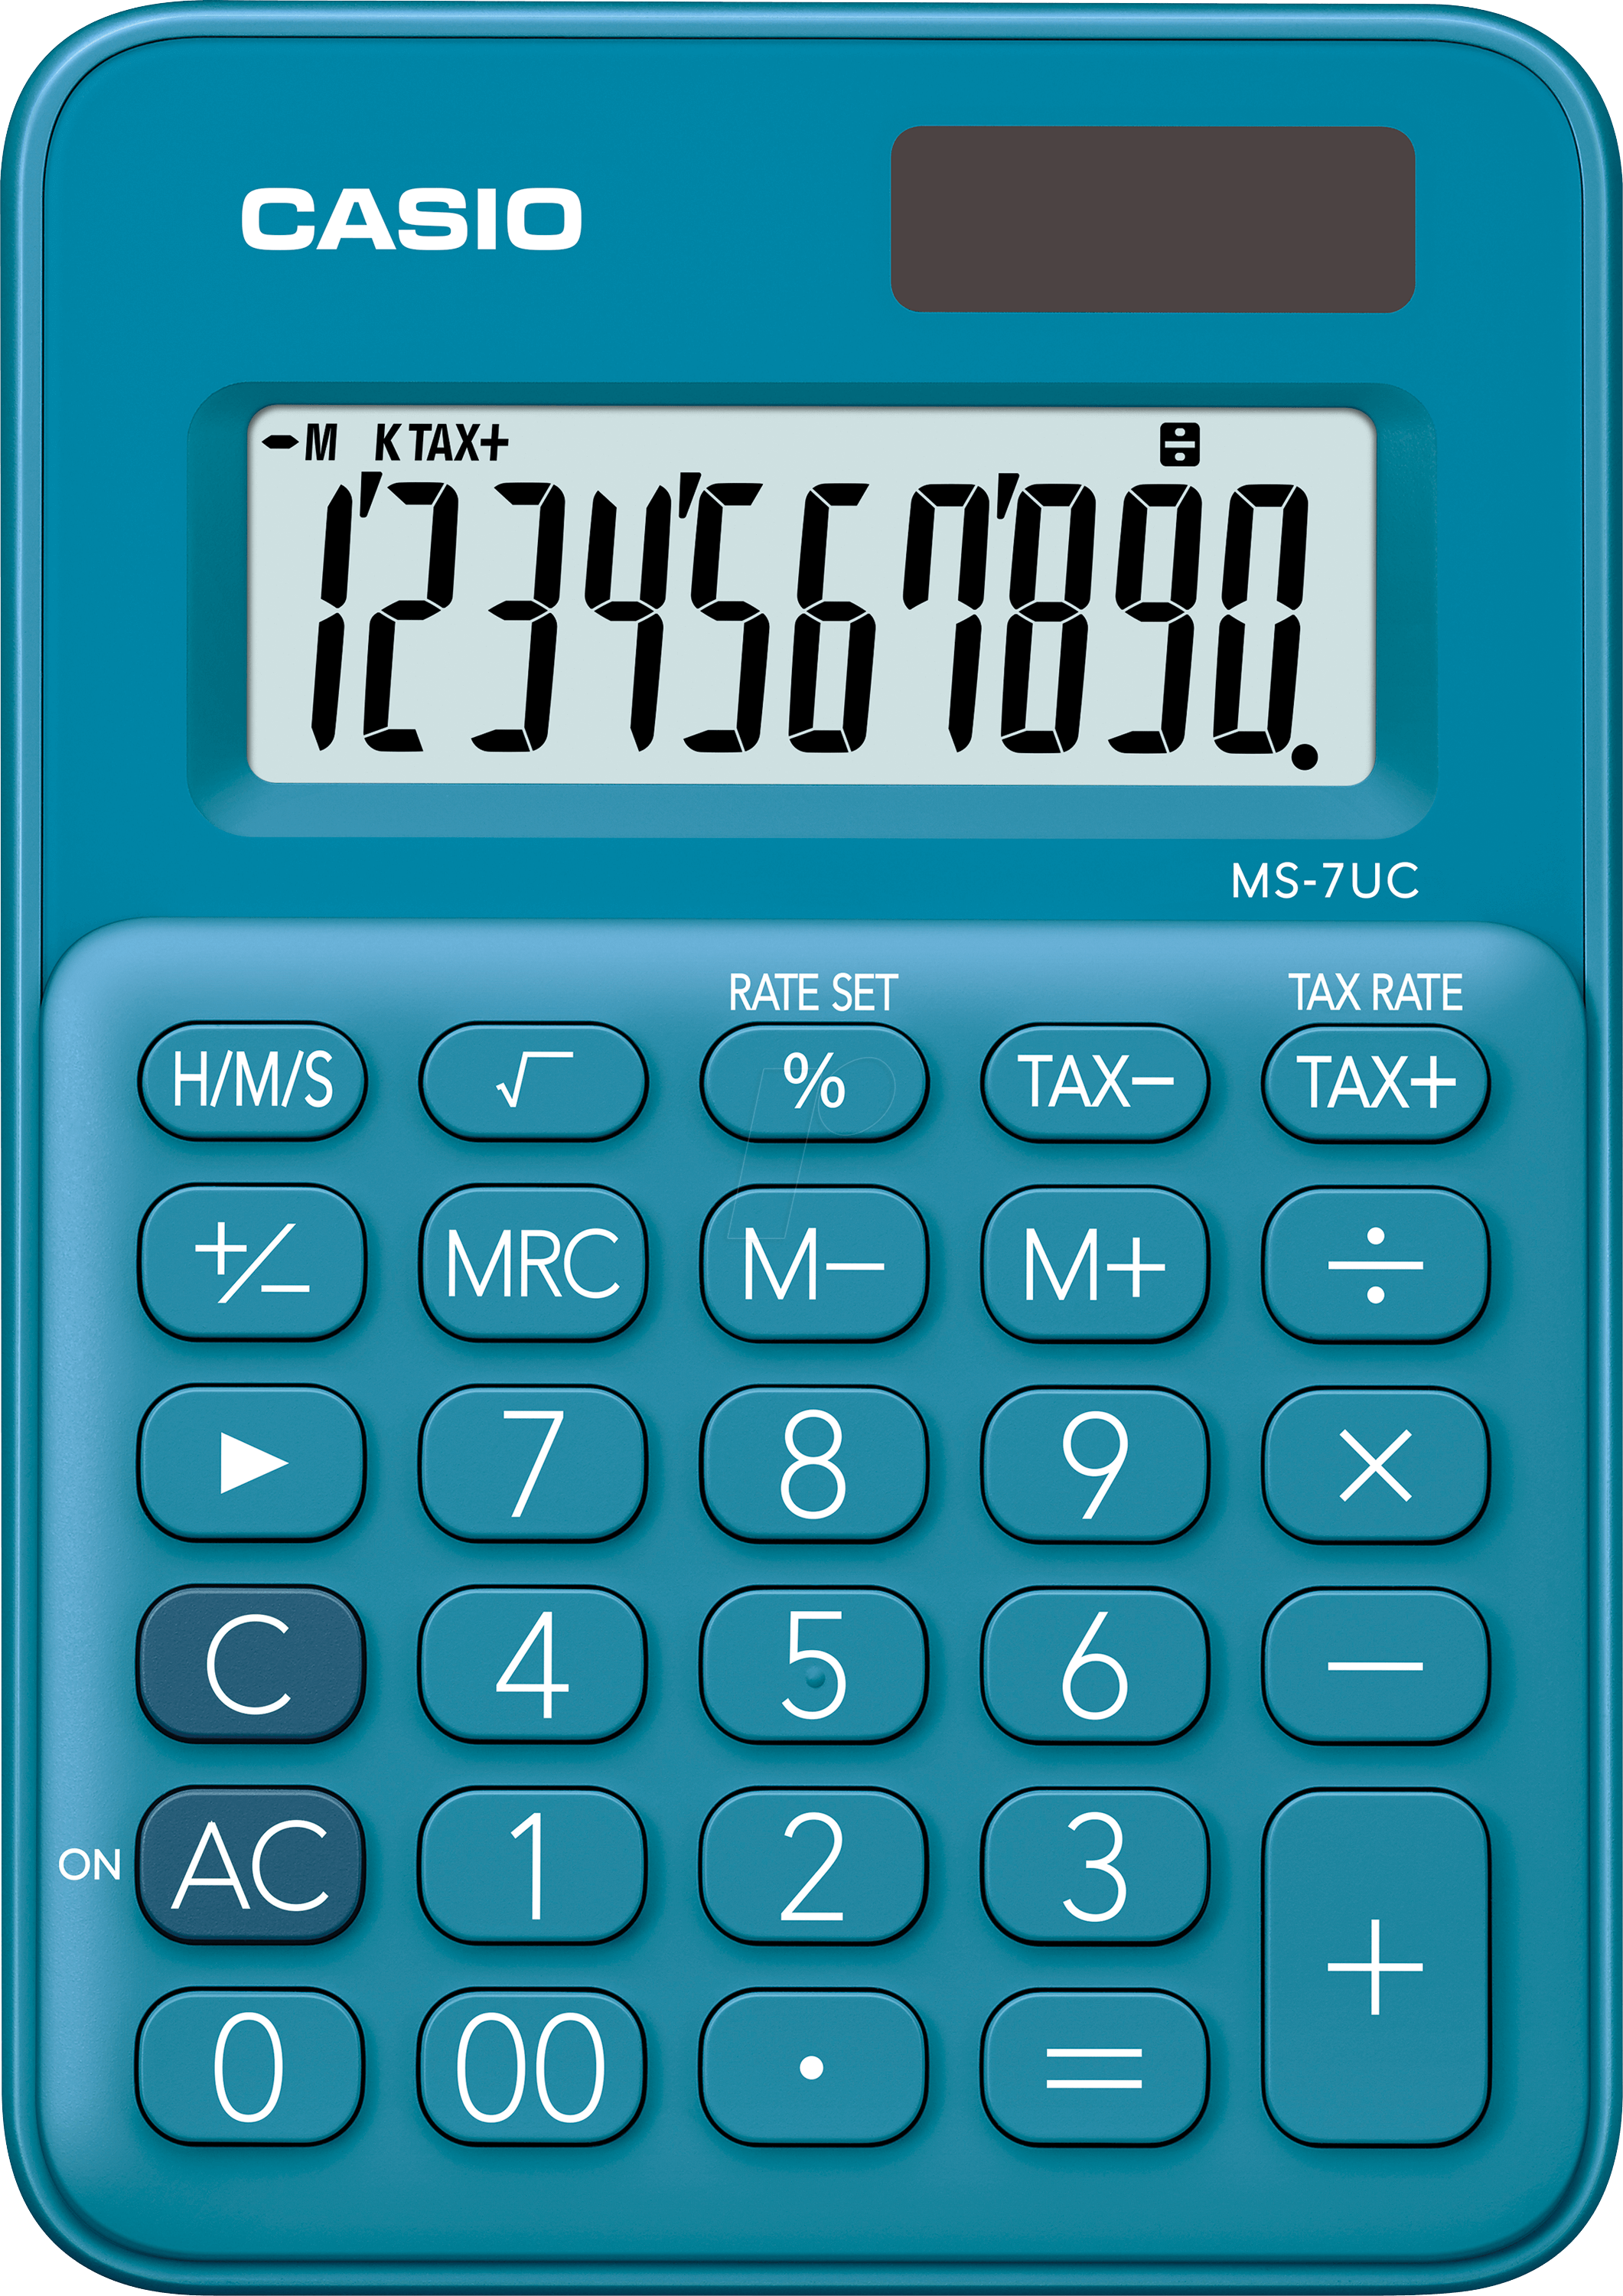 CASIO
-M K TAX+ ÷
1'234'567'890.
MS-7UC
RATE SET TAX RATE
H/M/S √ % TAX− TAX+
+/− MRC M− M+ ÷
▶ 7 8 9 ×
C 4 5 6 −
ON AC 1 2 3
+
0 00 · =